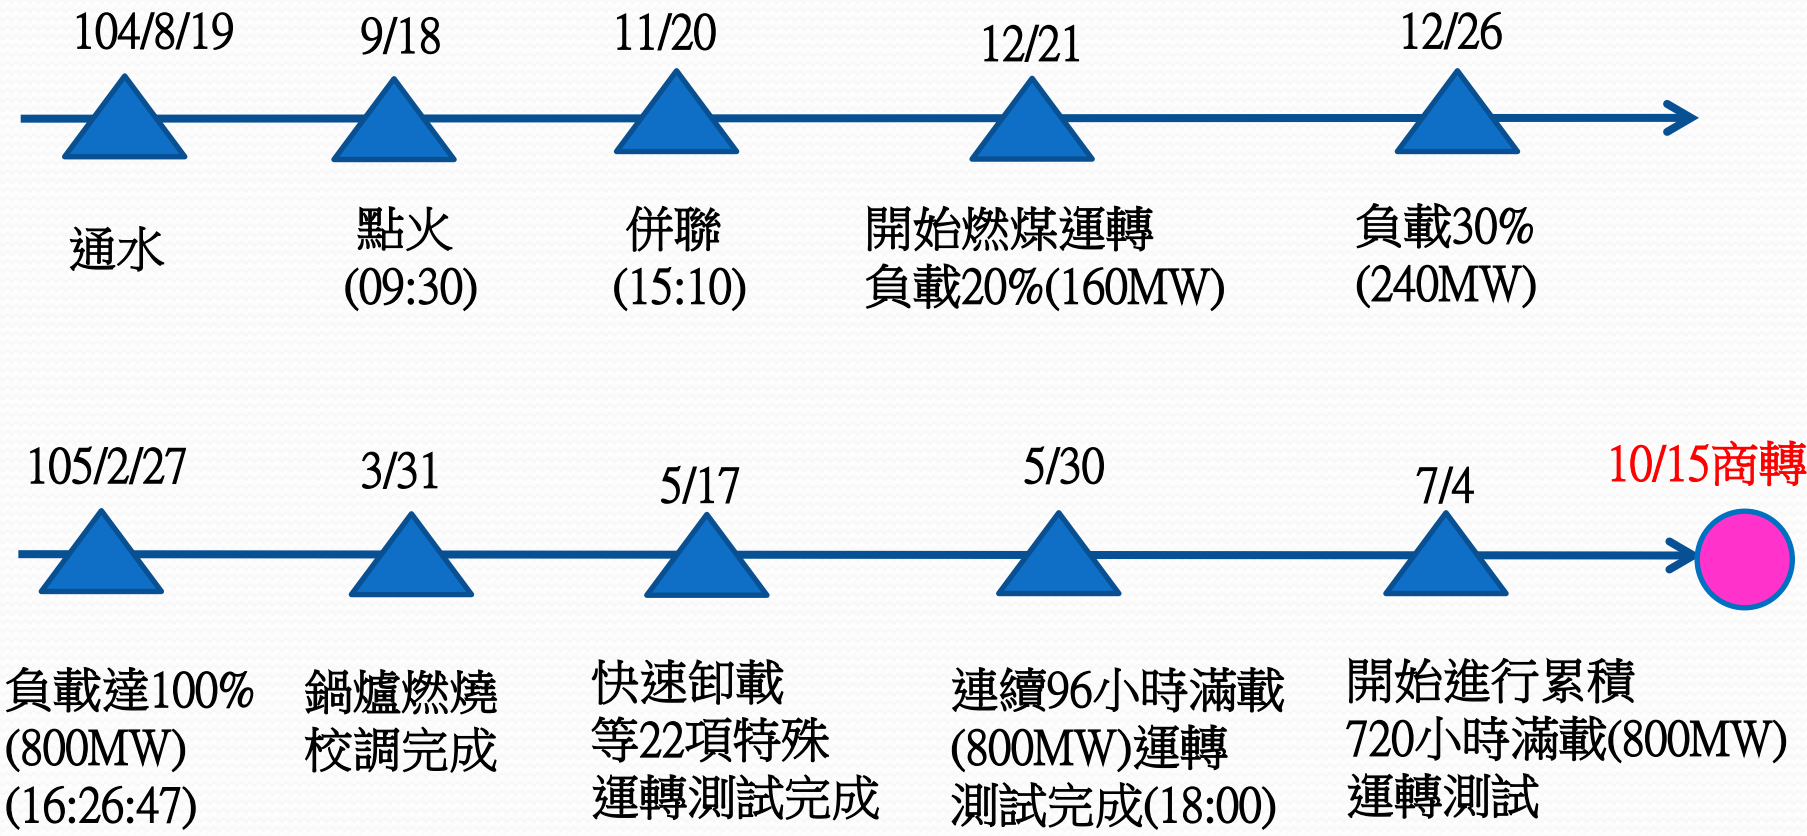 104/8/19
9/18
11/20
12/21
12/26
通水
點火
(09:30)
併聯
(15:10)
開始燃煤運轉
負載20%(160MW)
負載30%
(240MW)
105/2/27
3/31
5/17
5/30
7/4
10/15商轉
負載達100%
(800MW)
(16:26:47)
鍋爐燃燒
校調完成
快速卸載
等22項特殊
運轉測試完成
連續96小時滿載
(800MW)運轉
測試完成(18:00)
開始進行累積
720小時滿載(800MW)
運轉測試